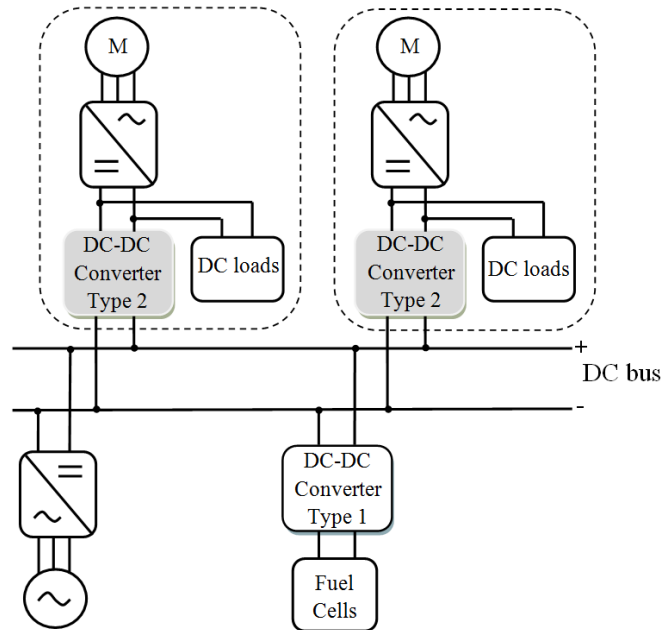 M
M
DC-DC
Converter
Type 2
DC loads
DC-DC
Converter
Type 2
DC loads
+
DC bus
-
DC-DC
Converter
Type 1
Fuel
Cells